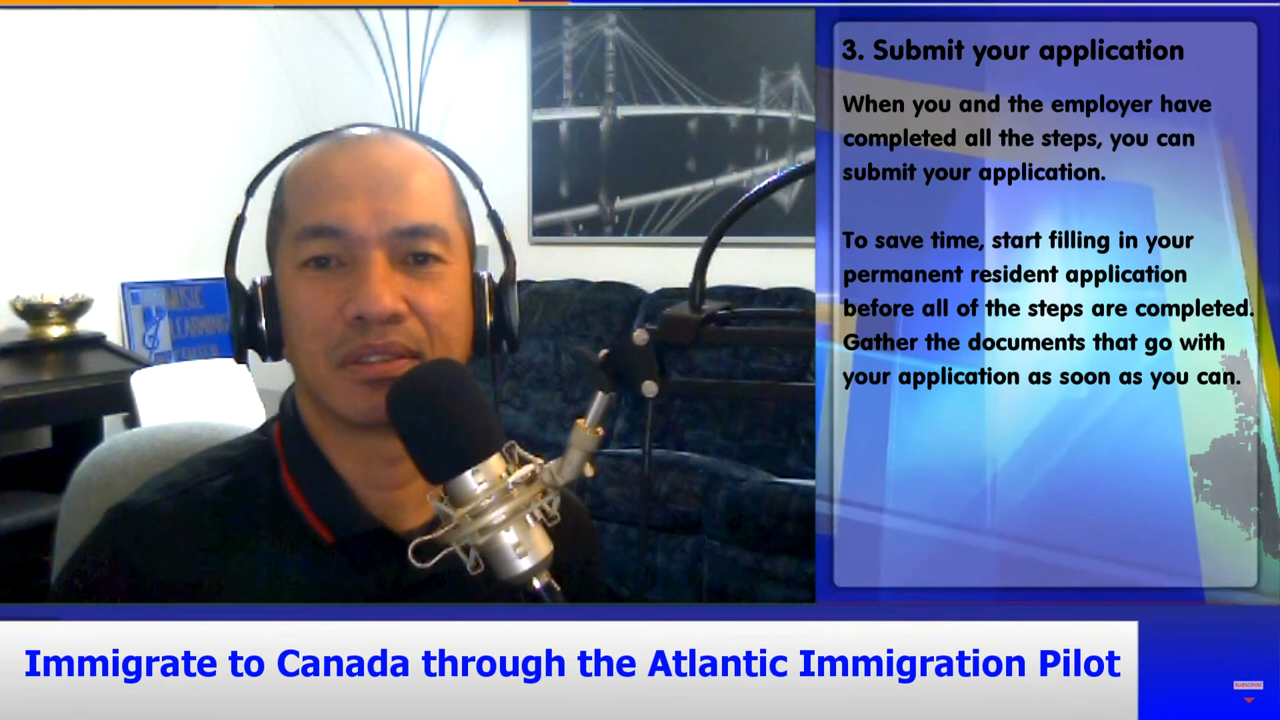 3. Submit your application
When you and the employer have
completed all the steps, you can
submit your application.
To save time, start filling in your
permanent resident application
before all of the steps are completed.
Gather the documents that go with
your application as soon as you can.
MUSIC
LEARNING
Immigrate to Canada through the Atlantic Immigration Pilot
SUBSCRIBE